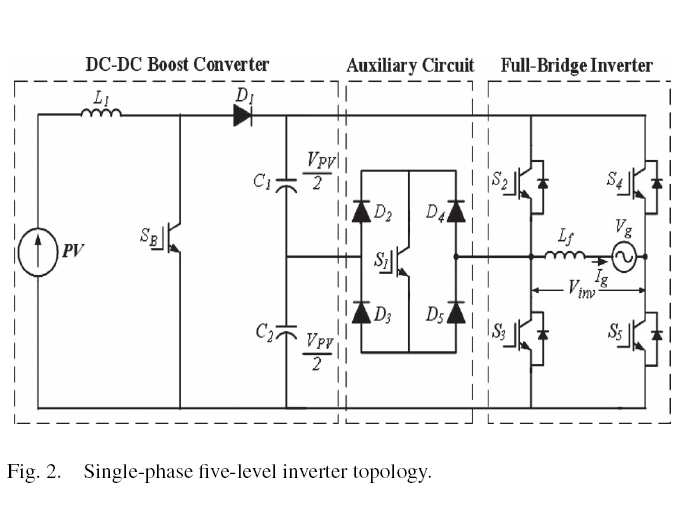 DC-DC Boost Converter
Auxiliary Circuit
Full-Bridge Inverter
L1
D1
C1
VPV
2
S2
S4
D2
D4
SB
S1
Lf
Vg
PV
Ig
Vinv
D3
D5
C2
VPV
2
S3
S5
Fig. 2. Single-phase five-level inverter topology.